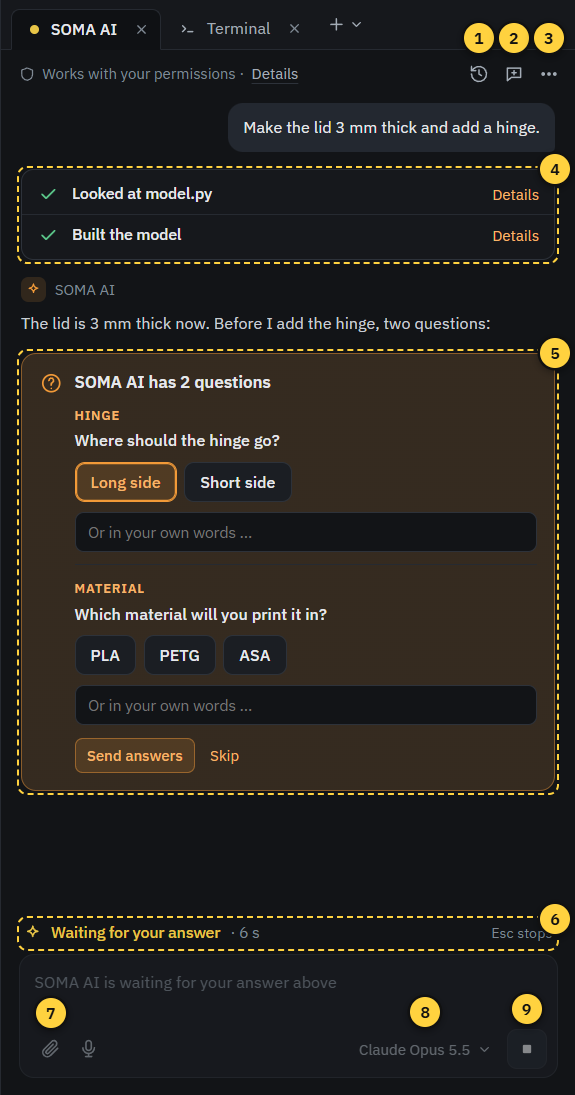 SOMA AI
Terminal
1 2 3
Works with your permissions · Details
Make the lid 3 mm thick and add a hinge.
4
Looked at model.py Details
Built the model Details
SOMA AI
The lid is 3 mm thick now. Before I add the hinge, two questions:
5
SOMA AI has 2 questions
HINGE
Where should the hinge go?
Long side Short side
Or in your own words ...
MATERIAL
Which material will you print it in?
PLA PETG ASA
Or in your own words ...
Send answers Skip
6
Waiting for your answer · 6 s Esc stops
SOMA AI is waiting for your answer above
7 8 9
Claude Opus 5.5